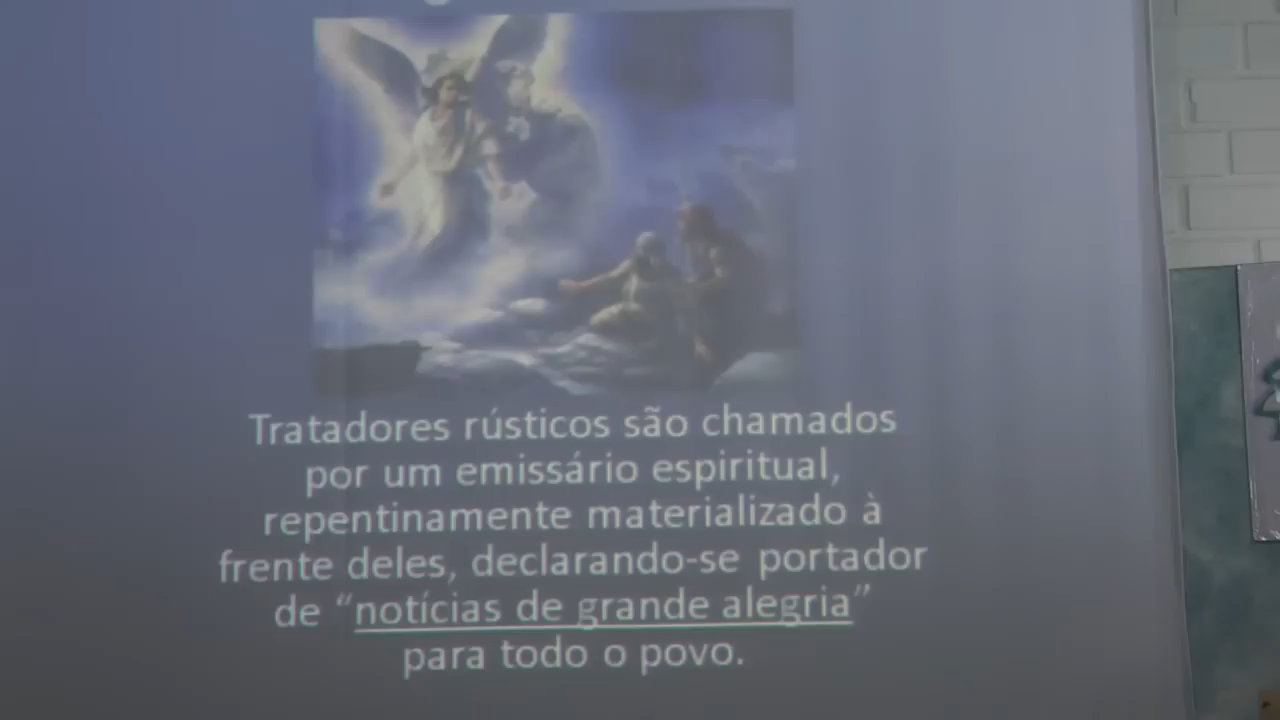 Tratadores rústicos são chamados
por um emissário espiritual,
repentinamente materializado à
frente deles, declarando-se portador
de “notícias de grande alegria”
para todo o povo.